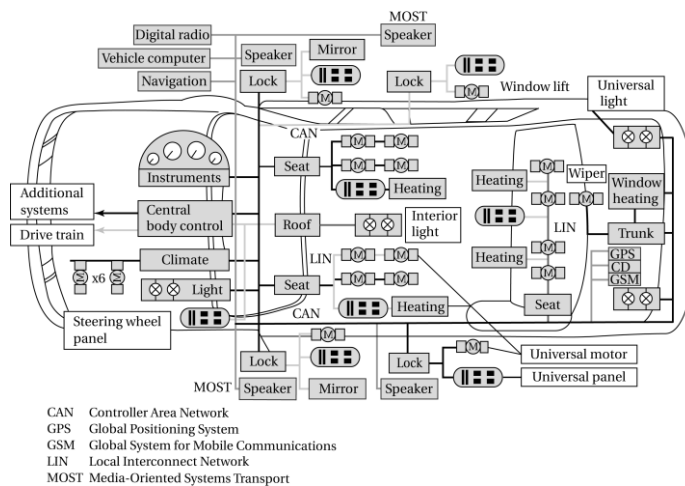 MOST
Digital radio
Speaker
Vehicle computer
Speaker
Mirror
Navigation
Lock
Lock
M
M
Window lift
Universal
light
CAN
M
M
Instruments
Seat
M
M
Heating
Heating
M
M
Wiper
M
Window
heating
Additional
systems
Central
body control
Roof
Interior
light
LIN
Trunk
Drive train
LIN
M
M
Heating
M
M
GPS
CD
GSM
Climate
M
x6
M
Light
Seat
M
M
Heating
Seat
Steering wheel
panel
CAN
M
Lock
Lock
M
Universal motor
MOST
Speaker
Mirror
Speaker
Universal panel
CAN Controller Area Network
GPS Global Positioning System
GSM Global System for Mobile Communications
LIN Local Interconnect Network
MOST Media-Oriented Systems Transport